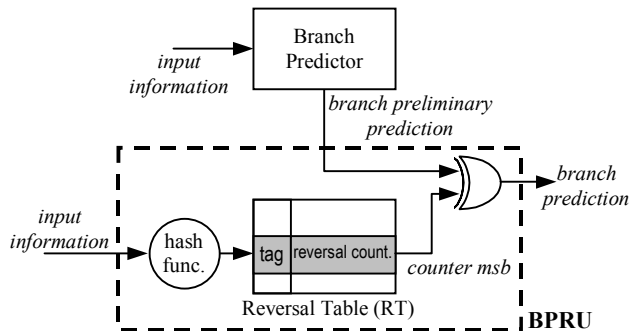 Branch
Predictor
input
information
branch preliminary
prediction
branch
prediction
input
information
hash
func.
tag
reversal count.
counter msb
Reversal Table (RT)
BPRU